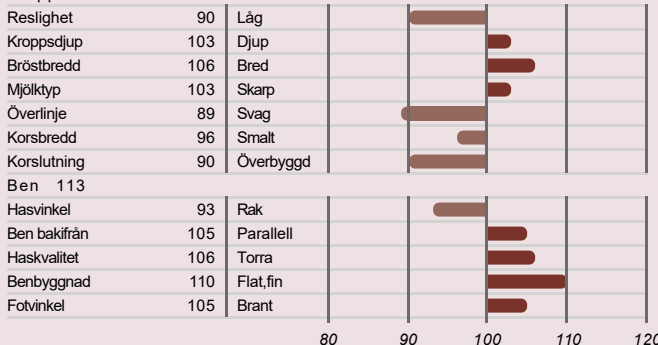 Reslighet 90 Låg
Kroppsdjup 103 Djup
Bröstbredd 106 Bred
Mjölktyp 103 Skarp
Överlinje 89 Svag
Korsbredd 96 Smalt
Korslutning 90 Överbyggd
Ben 113
Hasvinkel 93 Rak
Ben bakifrån 105 Parallell
Haskvalitet 106 Torra
Benbyggnad 110 Flat,fin
Fotvinkel 105 Brant
80 90 100 110 120